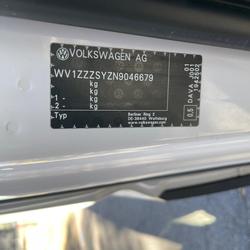 VOLKSWAGEN AG
WV1ZZZSYZN9046679
kg
kg
1 - kg
2 - kg
Typ
Berliner Ring 2
DE-38440 Wolfsburg
www.volkswagen.com
0,5
DAVA J001
1942502